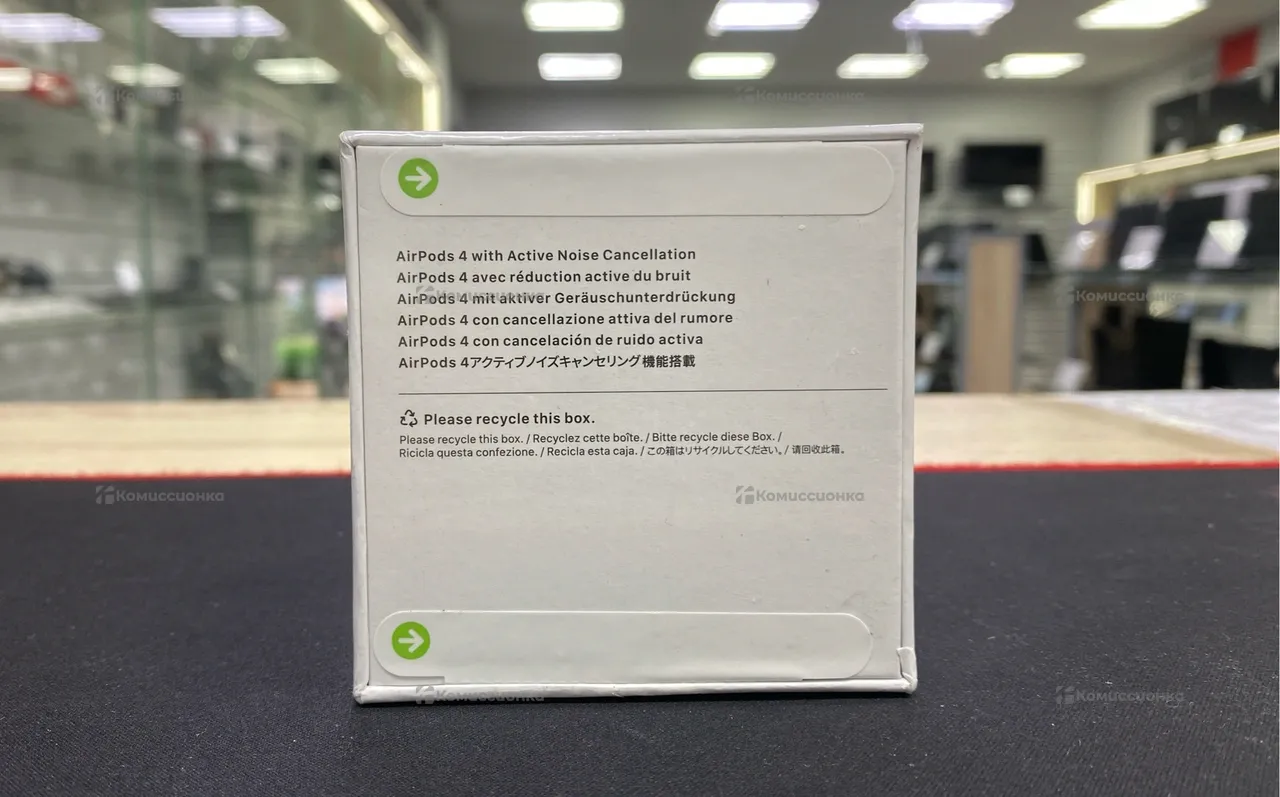 AirPods 4 with Active Noise Cancellation
AirPods 4 avec réduction active du bruit
AirPods 4 mit aktiver Geräuschunterdrückung
AirPods 4 con cancellazione attiva del rumore
AirPods 4 con cancelación de ruido activa
AirPods 4アクティブノイズキャンセリング機能搭載
Please recycle this box.
Please recycle this box. / Recyclez cette boîte. / Bitte recycle diese Box. /
Ricicla questa confezione. / Recicla esta caja. / この箱はリサイクルしてください。/ 请回收此箱。
Комиссионка
Комиссионка
Комиссионка
Комиссионка
Комиссионка
Комиссионка
Комиссионка
Комиссионка